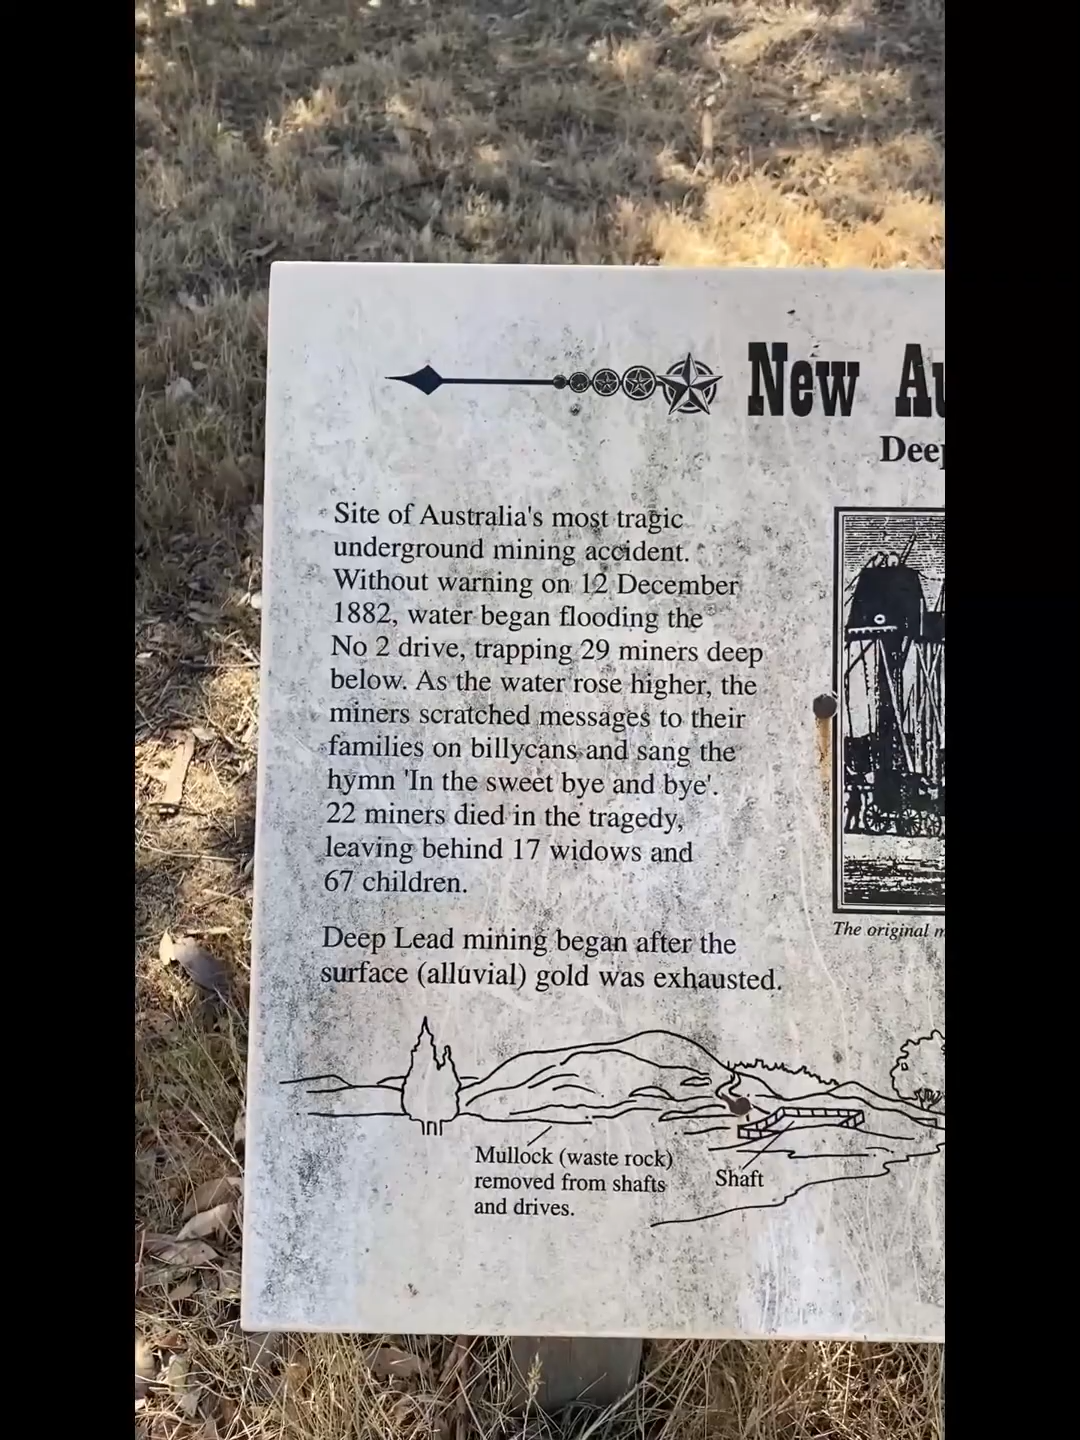 New
Site of Australia's most tragic
underground mining accident.
Without warning on 12 December
1882, water began flooding the
No 2 drive, trapping 29 miners deep
below. As the water rose higher, the
miners scratched messages to their
families on billycans and sang the
hymn 'In the sweet bye and bye'.
22 miners died in the tragedy,
leaving behind 17 widows and
67 children.
Deep Lead mining began after the
surface (alluvial) gold was exhausted.
The original
Mullock (waste rock)
removed from shafts
and drives.
Shaft